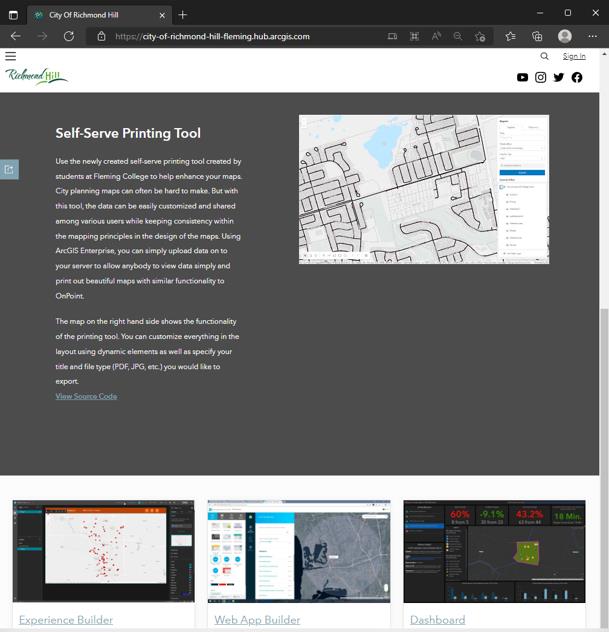 City Of Richmond Hill
https://city-of-richmond-hill-fleming.hub.arcgis.com
Sign In
Richmond Hill
Self-Serve Printing Tool
Use the newly created self-serve printing tool created by
students at Fleming College to help enhance your maps.
City planning maps can often be hard to make. But with
this tool, the data can be easily customized and shared
among various users while keeping consistency within
the mapping principles in the design of the maps. Using
ArcGIS Enterprise, you can simply upload data on to
your server to allow anybody to view data simply and
print out beautiful maps with similar functionality to
OnPoint.
The map on the right hand side shows the functionality
of the printing tool. You can customize everything in the
layout using dynamic elements as well as specify your
title and file type (PDF, JPG, etc.) you would like to
export.
View Source Code
60%
-9.1%
43.2%
18 Min.
Experience Builder
Web App Builder
Dashboard